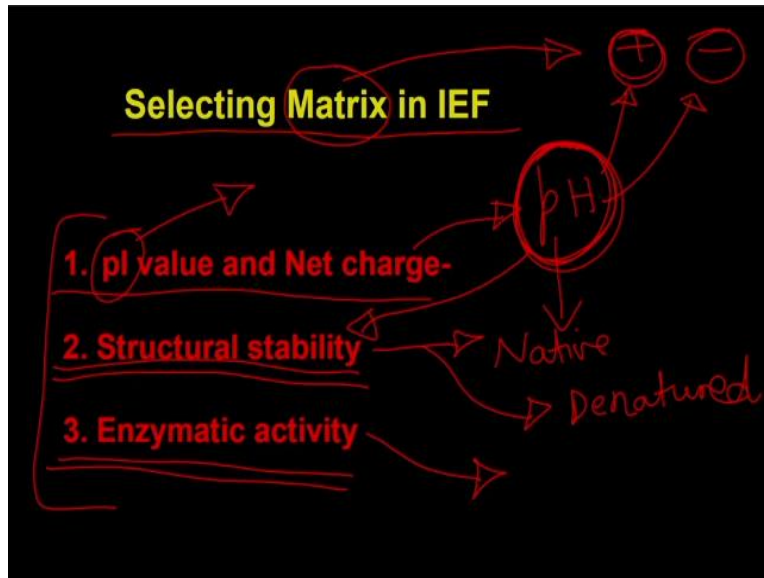 + -
Selecting Matrix in IEF
pH
1. pI value and Net charge-
2. Structural stability
Native
Denatured
3. Enzymatic activity